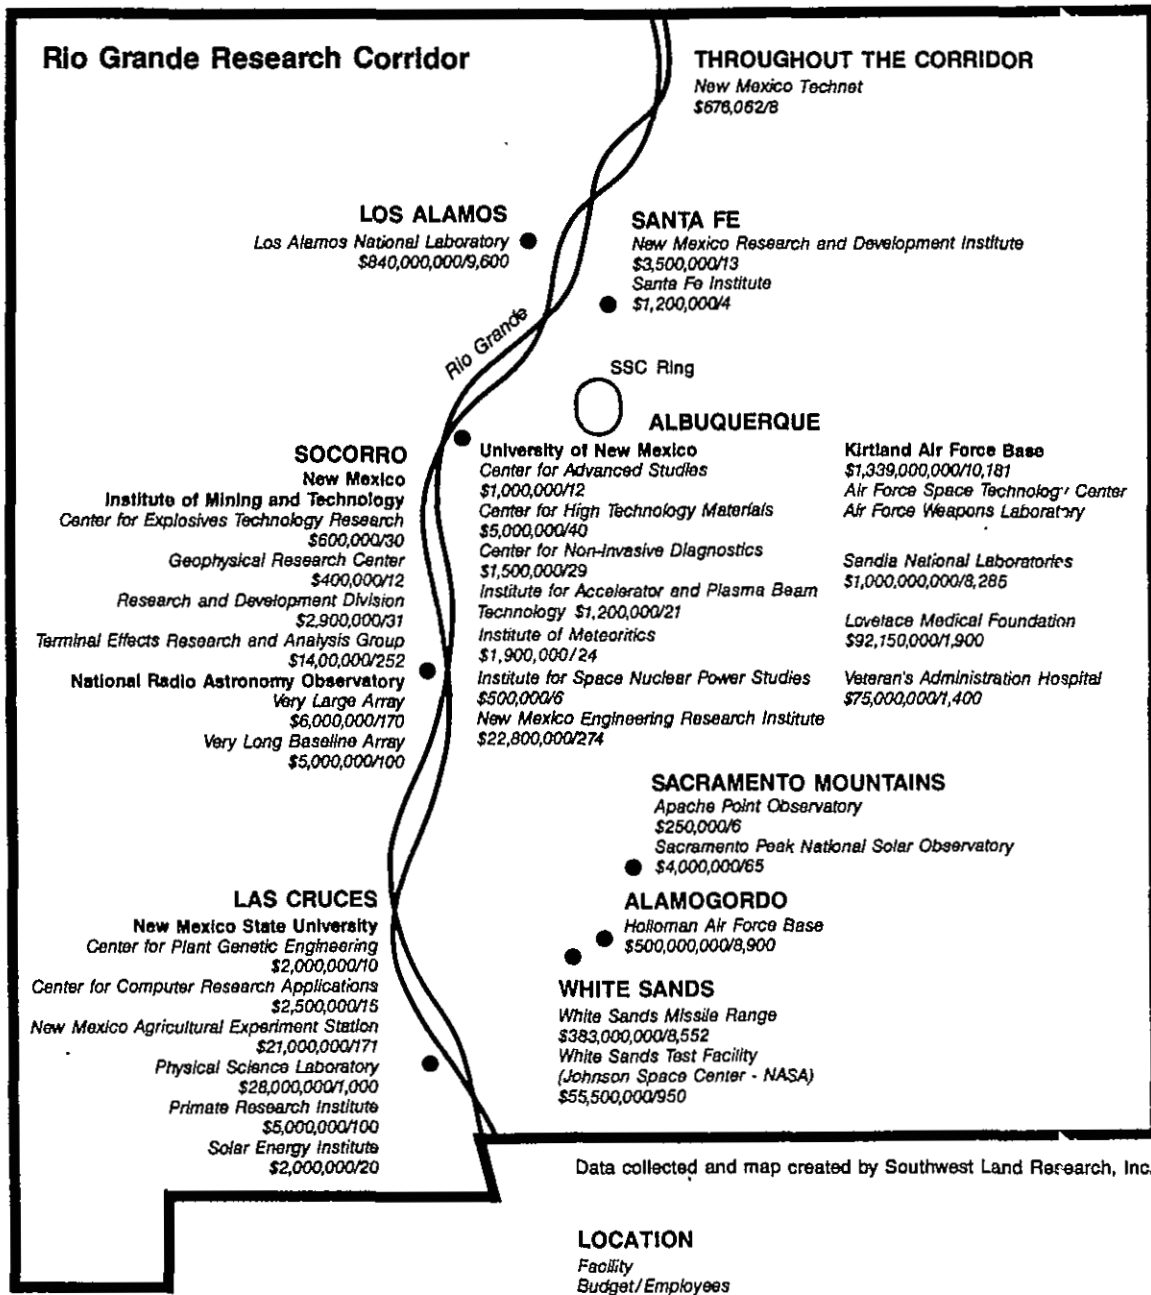 Rio Grande Research Corridor
THROUGHOUT THE CORRIDOR
New Mexico Technet
$676,062/8
LOS ALAMOS
Los Alamos National Laboratory
$840,000,000/9,600
SANTA FE
New Mexico Research and Development Institute
$3,500,000/13
Santa Fe Institute
$1,200,000/4
Rio Grande
SSC Ring
ALBUQUERQUE
University of New Mexico
Center for Advanced Studies
$1,000,000/12
Center for High Technology Materials
$5,000,000/40
Center for Non-Invasive Diagnostics
$1,500,000/29
Institute for Accelerator and Plasma Beam
Technology $1,200,000/21
Institute of Meteoritics
$1,900,000/24
Institute for Space Nuclear Power Studies
$500,000/6
New Mexico Engineering Research Institute
$22,800,000/274
Kirtland Air Force Base
$1,339,000,000/10,181
Air Force Space Technology Center
Air Force Weapons Laboratory
Sandia National Laboratories
$1,000,000,000/8,285
Lovelace Medical Foundation
$92,150,000/1,900
Veteran's Administration Hospital
$75,000,000/1,400
SOCORRO
New Mexico
Institute of Mining and Technology
Center for Explosives Technology Research
$600,000/30
Geophysical Research Center
$400,000/12
Research and Development Division
$2,900,000/31
Terminal Effects Research and Analysis Group
$14,00,000/252
National Radio Astronomy Observatory
Very Large Array
$6,000,000/170
Very Long Baseline Array
$5,000,000/100
SACRAMENTO MOUNTAINS
Apache Point Observatory
$250,000/6
Sacramento Peak National Solar Observatory
$4,000,000/65
ALAMOGORDO
Holloman Air Force Base
$500,000,000/8,900
WHITE SANDS
White Sands Missile Range
$383,000,000/8,552
White Sands Test Facility
(Johnson Space Center - NASA)
$55,500,000/950
LAS CRUCES
New Mexico State University
Center for Plant Genetic Engineering
$2,000,000/10
Center for Computer Research Applications
$2,500,000/15
New Mexico Agricultural Experiment Station
$21,000,000/171
Physical Science Laboratory
$28,000,000/1,000
Primate Research Institute
$5,000,000/100
Solar Energy Institute
$2,000,000/20
Data collected and map created by Southwest Land Research, Inc.
LOCATION
Facility
Budget/Employees